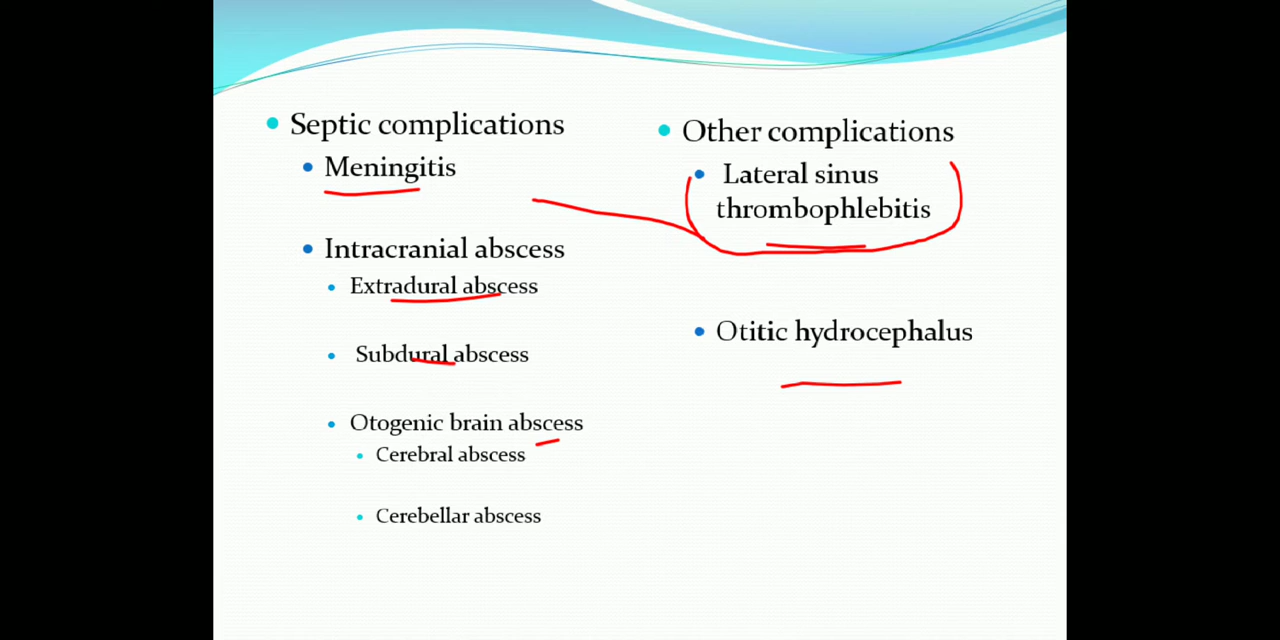 Septic complications
Meningitis
Intracranial abscess
Extradural abscess
Subdural abscess
Otogenic brain abscess
Cerebral abscess
Cerebellar abscess
Other complications
Lateral sinus
thrombophlebitis
Otitic hydrocephalus